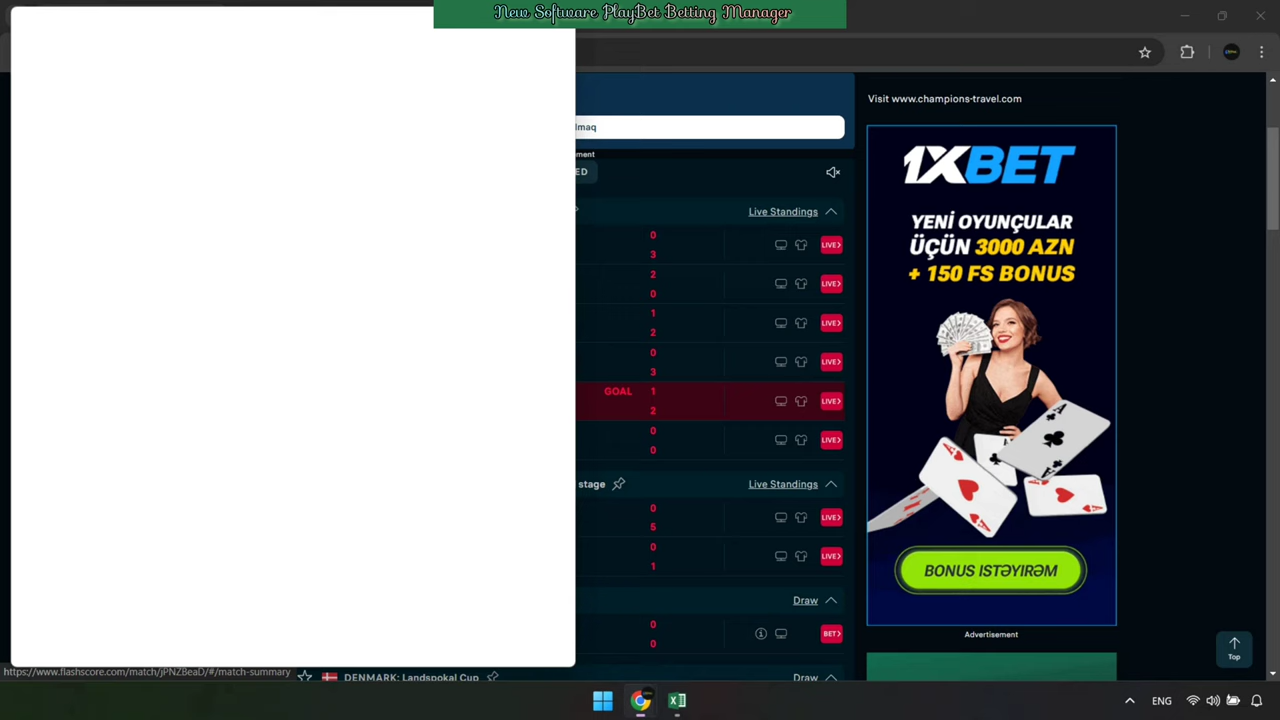 New Software PlayBet Betting Manager
Visit www.champions-travel.com
lmaq
ment
ED
Live Standings
0
3
LIVE
2
0
LIVE
1
2
LIVE
0
3
LIVE
GOAL 1
2
LIVE
0
0
LIVE
stage
Live Standings
0
5
LIVE
0
1
LIVE
Draw
0
0
BET
DENMARK: Landspokal Cup
Draw
1XBET
YENİ OYUNÇULAR
ÜÇÜN 3000 AZN
+ 150 FS BONUS
A
A
A
A
A
BONUS ISTƏYIRƏM
Advertisement
Top
https://www.flashscore.com/match/jPNZBeaD/#/match-summary
ENG